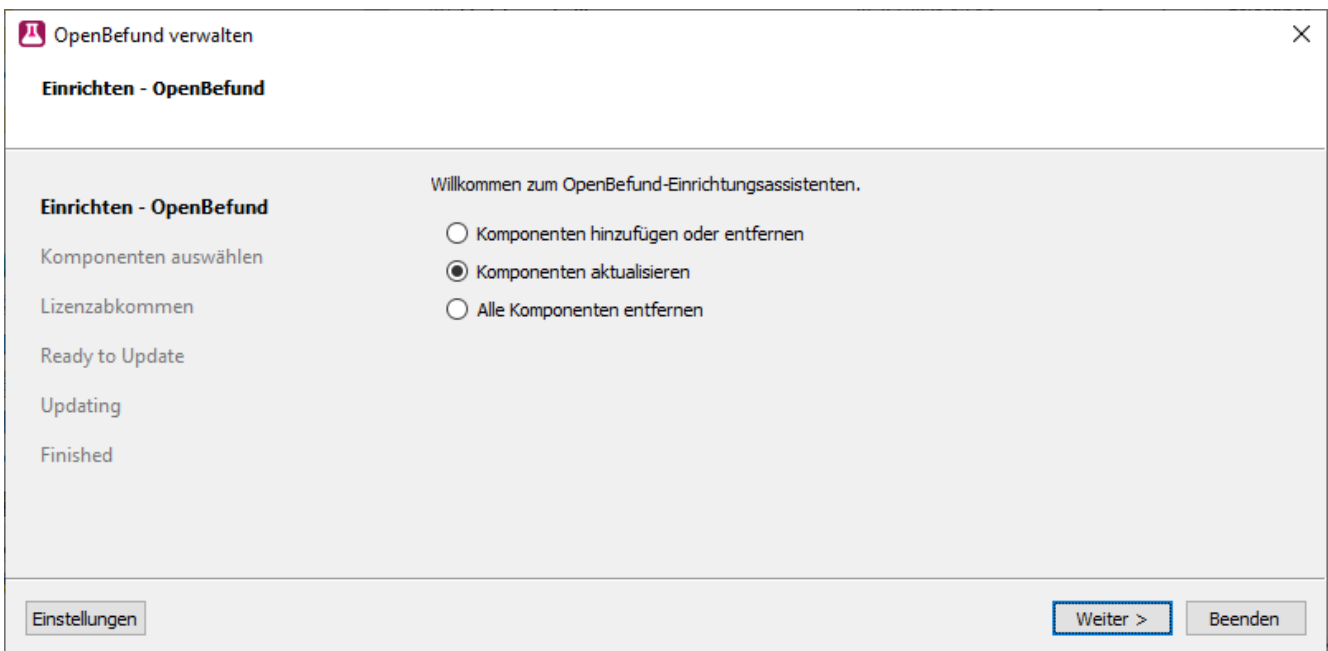 OpenBefund verwalten
Einrichten - OpenBefund
Einrichten - OpenBefund
Komponenten auswählen
Lizenzabkommen
Ready to Update
Updating
Finished
Willkommen zum OpenBefund-Einrichtungsassistenten.
Komponenten hinzufügen oder entfernen
Komponenten aktualisieren
Alle Komponenten entfernen
Einstellungen
Weiter >
Beenden